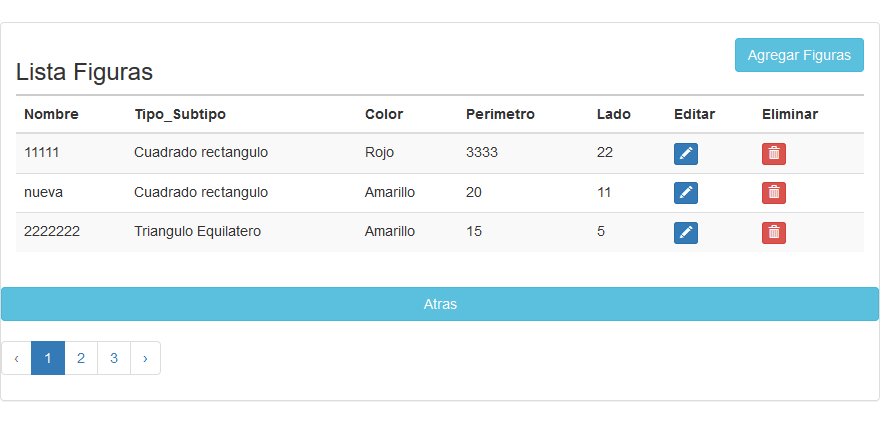 Agregar Figuras
Lista Figuras
Nombre Tipo_Subtipo Color Perimetro Lado Editar Eliminar
11111 Cuadrado rectangulo Rojo 3333 22
nueva Cuadrado rectangulo Amarillo 20 11
2222222 Triangulo Equilatero Amarillo 15 5
Atras
‹ 1 2 3 ›